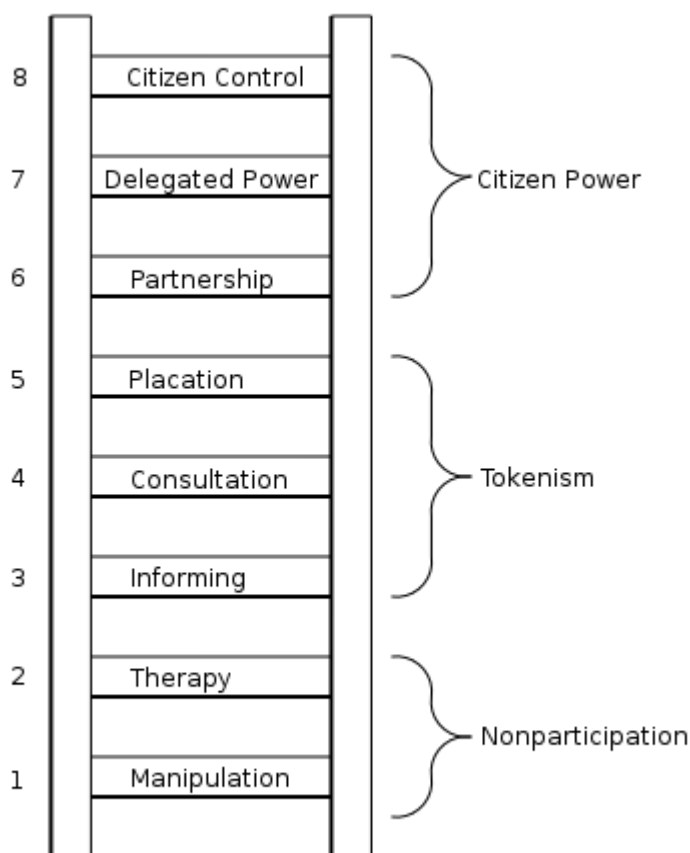 8 Citizen Control
7 Delegated Power
Citizen Power
6 Partnership
5 Placation
4 Consultation
Tokenism
3 Informing
2 Therapy
Nonparticipation
1 Manipulation